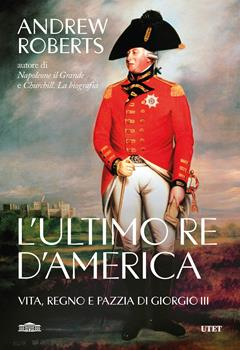 ANDREW
ROBERTS
autore di
Napoleone il Grande
e Churchill. La biografia
L'ULTIMO RE
D'AMERICA
VITA, REGNO E PAZZIA DI GIORGIO III
UTET